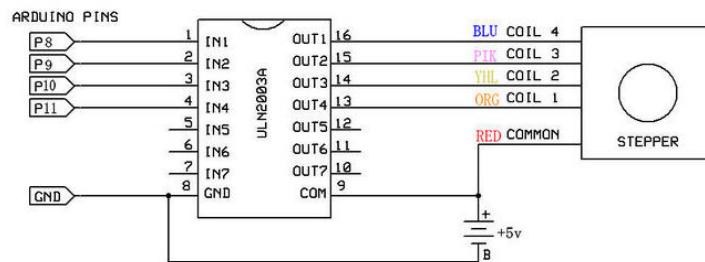 ARDUINO PINS
P8 1 IN1 OUT1 16 BLU COIL 4
P9 2 IN2 OUT2 15 PIK COIL 3
P10 3 IN3 OUT3 14 YHL COIL 2
P11 4 IN4 OUT4 13 ORG COIL 1
5 IN5 OUT5 12
6 IN6 OUT6 11
7 IN7 OUT7 10
GND 8 GND COM 9
ULN2003A
RED COMMON
STEPPER
+
+5v
B